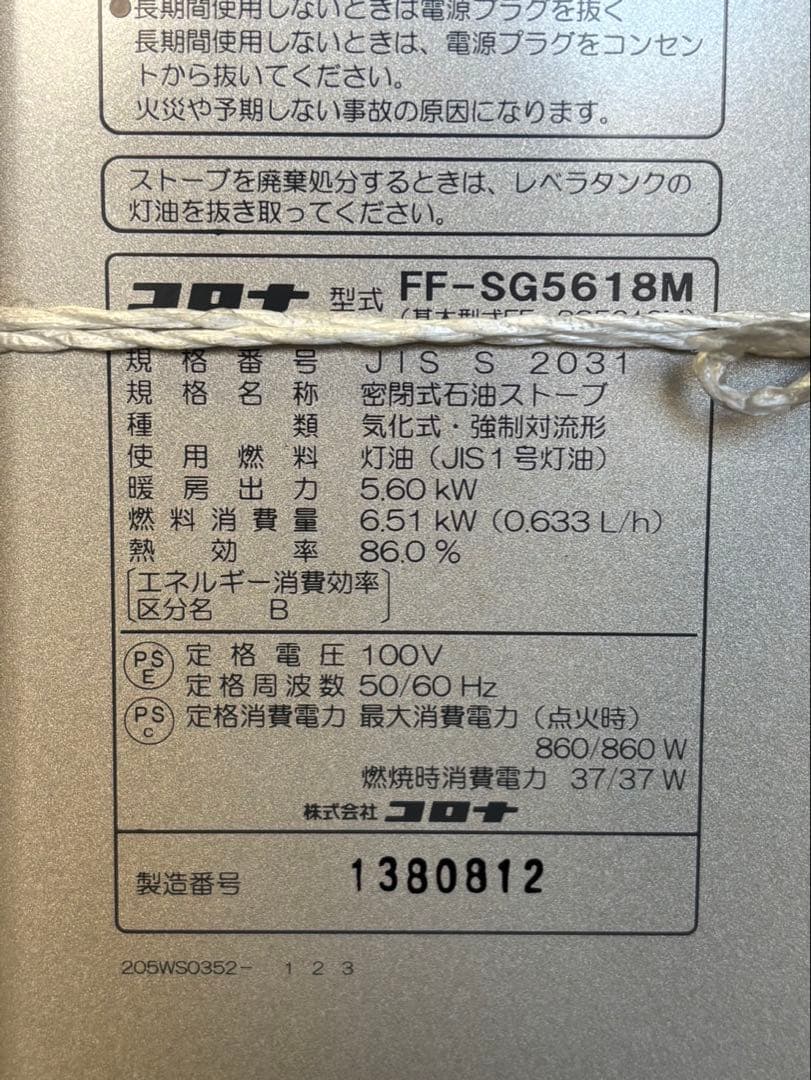 ●長期間使用しないときは電源プラグを抜く
長期間使用しないときは、電源プラグをコンセン
トから抜いてください。
火災や予期しない事故の原因になります。
ストーブを廃棄処分するときは、レベラタンクの
灯油を抜き取ってください。
コロナ 型式 FF-SG5618M
規格番号 JIS S 2031
規格名称 密閉式石油ストーブ
種類 気化式・強制対流形
使用燃料 灯油(JIS1号灯油)
暖房出力 5.60 kW
燃料消費量 6.51 kW (0.633 L/h)
熱効率 86.0 %
[エネルギー消費効率]
[区分名 B]
PSE 定格電圧 100V
定格周波数 50/60 Hz
PSC 定格消費電力 最大消費電力(点火時)
860/860 W
燃焼時消費電力 37/37 W
株式会社 コロナ
製造番号 1380812
205WS0352- 1 2 3